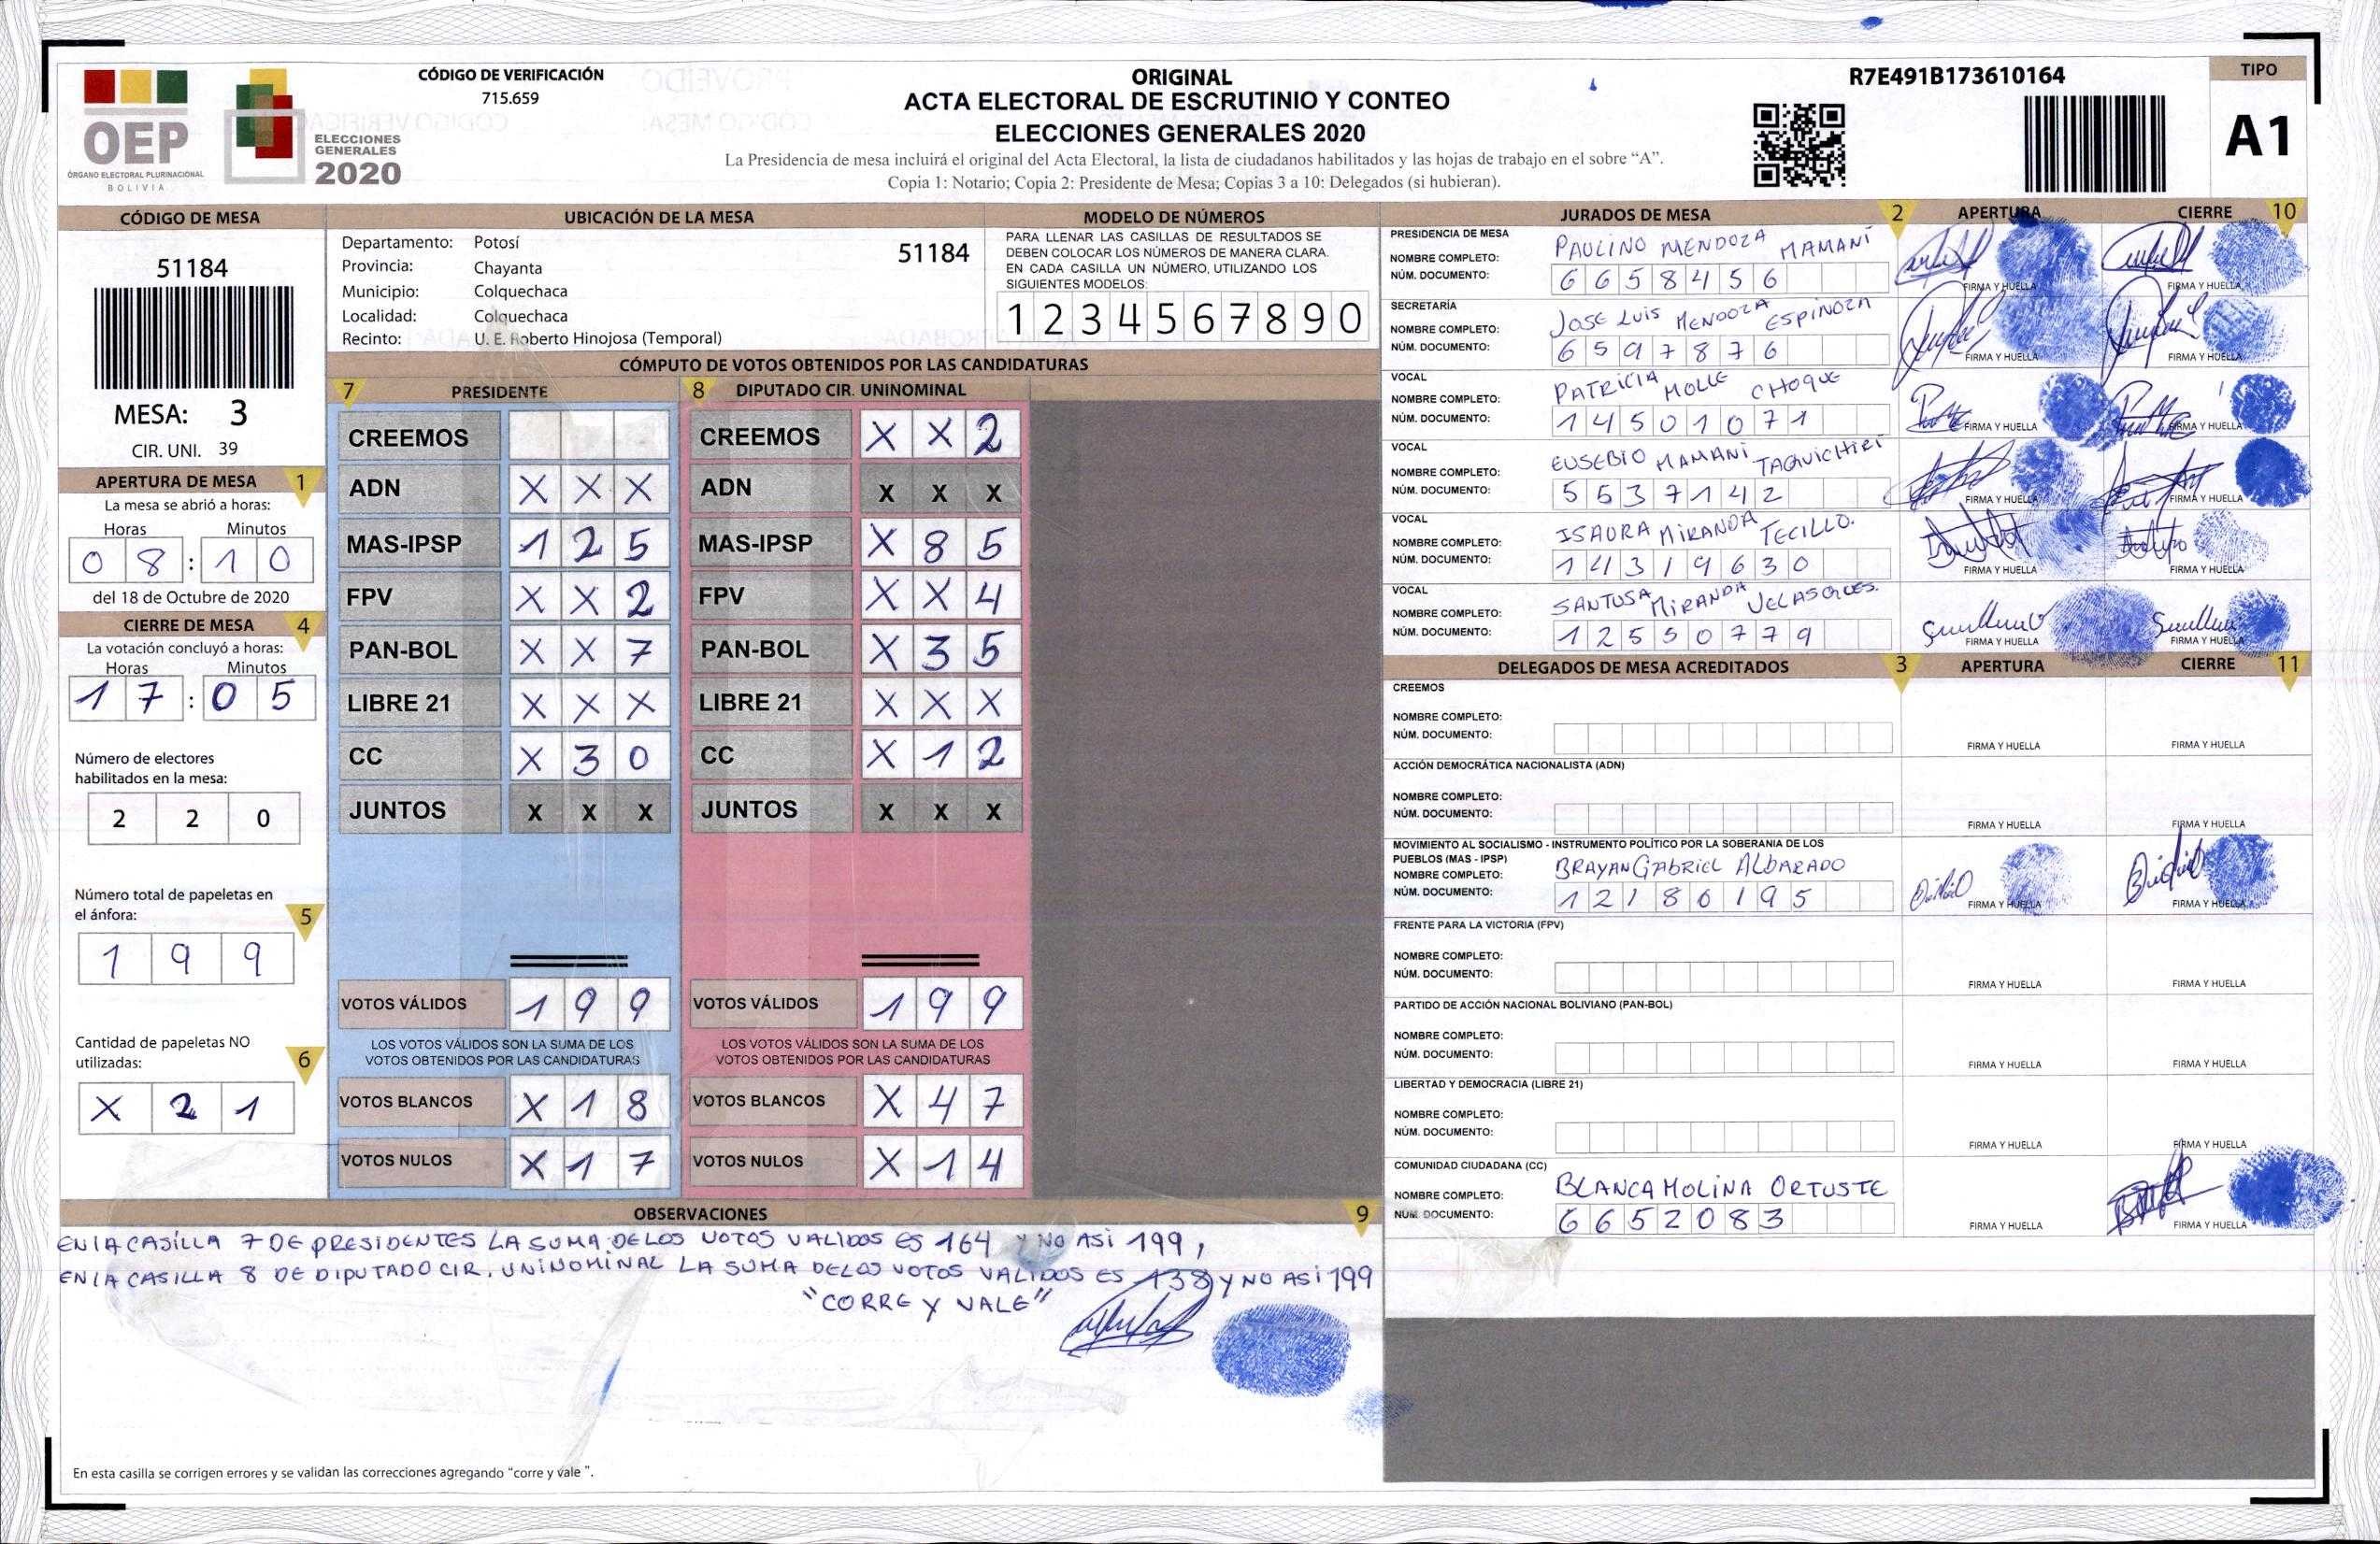 CÓDIGO DE VERIFICACIÓN
715.659
OEP
ÓRGANO ELECTORAL PLURINACIONAL
BOLIVIA
ELECCIONES
GENERALES
2020
ORIGINAL
ACTA ELECTORAL DE ESCRUTINIO Y CONTEO
ELECCIONES GENERALES 2020
La Presidencia de mesa incluirá el original del Acta Electoral, la lista de ciudadanos habilitados y las hojas de trabajo en el sobre “A”.
Copia 1: Notario; Copia 2: Presidente de Mesa; Copias 3 a 10: Delegados (si hubieran).
R7E491B173610164
TIPO
A1
CÓDIGO DE MESA
51184
MESA: 3
CIR. UNI. 39
APERTURA DE MESA 1
La mesa se abrió a horas:
Horas Minutos
0 8 : 1 0
del 18 de Octubre de 2020
CIERRE DE MESA 4
La votación concluyó a horas:
Horas Minutos
1 7 : 0 5
Número de electores
habilitados en la mesa:
2 2 0
Número total de papeletas en
el ánfora: 5
1 9 9
Cantidad de papeletas NO
utilizadas: 6
X 2 1
UBICACIÓN DE LA MESA
Departamento: Potosí 51184
Provincia: Chayanta
Municipio: Colquechaca
Localidad: Colquechaca
Recinto: U. E. Roberto Hinojosa (Temporal)
MODELO DE NÚMEROS
PARA LLENAR LAS CASILLAS DE RESULTADOS SE
DEBEN COLOCAR LOS NÚMEROS DE MANERA CLARA.
EN CADA CASILLA UN NÚMERO, UTILIZANDO LOS
SIGUIENTES MODELOS:
1 2 3 4 5 6 7 8 9 0
CÓMPUTO DE VOTOS OBTENIDOS POR LAS CANDIDATURAS
7 PRESIDENTE
CREEMOS
ADN X X X
MAS-IPSP 1 2 5
FPV X X 2
PAN-BOL X X 7
LIBRE 21 X X X
CC X 3 0
JUNTOS X X X
VOTOS VÁLIDOS 1 9 9
LOS VOTOS VÁLIDOS SON LA SUMA DE LOS
VOTOS OBTENIDOS POR LAS CANDIDATURAS
VOTOS BLANCOS X 1 8
VOTOS NULOS X 1 7
8 DIPUTADO CIR. UNINOMINAL
CREEMOS X X 2
ADN X X X
MAS-IPSP X 8 5
FPV X X 4
PAN-BOL X 3 5
LIBRE 21 X X X
CC X 1 2
JUNTOS X X X
VOTOS VÁLIDOS 1 9 9
LOS VOTOS VÁLIDOS SON LA SUMA DE LOS
VOTOS OBTENIDOS POR LAS CANDIDATURAS
VOTOS BLANCOS X 4 7
VOTOS NULOS X 1 4
OBSERVACIONES 9
EN LA CASILLA 7 DE PRESIDENTES LA SUMA DE LOS VOTOS VALIDOS ES 164 Y NO ASI 199,
EN LA CASILLA 8 DE DIPUTADO CIR. UNINOMINAL LA SUMA DE LOS VOTOS VALIDOS ES 138 Y NO ASI 199
"CORRE Y VALE"
En esta casilla se corrigen errores y se validan las correcciones agregando “corre y vale ”.
JURADOS DE MESA 2 APERTURA CIERRE 10
PRESIDENCIA DE MESA
NOMBRE COMPLETO: PAULINO MENDOZA MAMANI
NÚM. DOCUMENTO: 6 6 5 8 4 5 6
FIRMA Y HUELLA FIRMA Y HUELLA
SECRETARÍA
NOMBRE COMPLETO: JOSE LUIS MENDOZA ESPINOZA
NÚM. DOCUMENTO: 6 5 9 7 8 7 6
FIRMA Y HUELLA FIRMA Y HUELLA
VOCAL
NOMBRE COMPLETO: PATRICIA MOLLE CHOQUE
NÚM. DOCUMENTO: 1 4 5 0 1 0 7 1
FIRMA Y HUELLA FIRMA Y HUELLA
VOCAL
NOMBRE COMPLETO: EUSEBIO MAMANI TAQUICHIRI
NÚM. DOCUMENTO: 5 5 3 7 1 4 2
FIRMA Y HUELLA FIRMA Y HUELLA
VOCAL
NOMBRE COMPLETO: ISAURA MIRANDA TECILLO.
NÚM. DOCUMENTO: 1 4 3 1 9 6 3 0
FIRMA Y HUELLA FIRMA Y HUELLA
VOCAL
NOMBRE COMPLETO: SANTUSA MIRANDA VELASQUES.
NÚM. DOCUMENTO: 1 2 5 5 0 7 7 9
FIRMA Y HUELLA FIRMA Y HUELLA
DELEGADOS DE MESA ACREDITADOS 3 APERTURA CIERRE 11
CREEMOS
NOMBRE COMPLETO:
NÚM. DOCUMENTO:
FIRMA Y HUELLA FIRMA Y HUELLA
ACCIÓN DEMOCRÁTICA NACIONALISTA (ADN)
NOMBRE COMPLETO:
NÚM. DOCUMENTO:
FIRMA Y HUELLA FIRMA Y HUELLA
MOVIMIENTO AL SOCIALISMO - INSTRUMENTO POLÍTICO POR LA SOBERANIA DE LOS
PUEBLOS (MAS - IPSP)
NOMBRE COMPLETO: BRAYAN GABRIEL ALBARADO
NÚM. DOCUMENTO: 1 2 1 8 6 1 9 5
FIRMA Y HUELLA FIRMA Y HUELLA
FRENTE PARA LA VICTORIA (FPV)
NOMBRE COMPLETO:
NÚM. DOCUMENTO:
FIRMA Y HUELLA FIRMA Y HUELLA
PARTIDO DE ACCIÓN NACIONAL BOLIVIANO (PAN-BOL)
NOMBRE COMPLETO:
NÚM. DOCUMENTO:
FIRMA Y HUELLA FIRMA Y HUELLA
LIBERTAD Y DEMOCRACIA (LIBRE 21)
NOMBRE COMPLETO:
NÚM. DOCUMENTO:
FIRMA Y HUELLA FIRMA Y HUELLA
COMUNIDAD CIUDADANA (CC)
NOMBRE COMPLETO: BLANCA MOLINA ORTUSTE
NÚM. DOCUMENTO: 6 6 5 2 0 8 3
FIRMA Y HUELLA FIRMA Y HUELLA